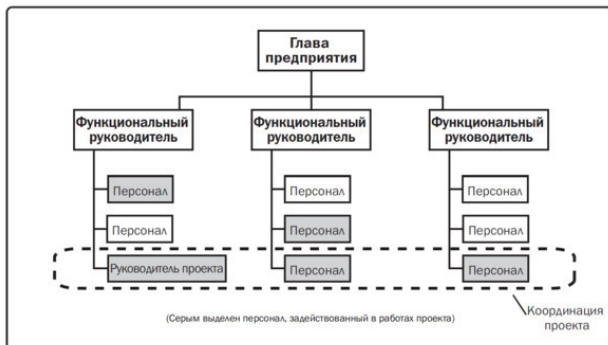 Глава
предприятия
Функциональный
руководитель
Функциональный
руководитель
Функциональный
руководитель
Персонал
Персонал
Персонал
Персонал
Персонал
Персонал
Руководитель проекта
Персонал
Персонал
(Серым выделен персонал, задействованный в работах проекта)
Координация
проекта